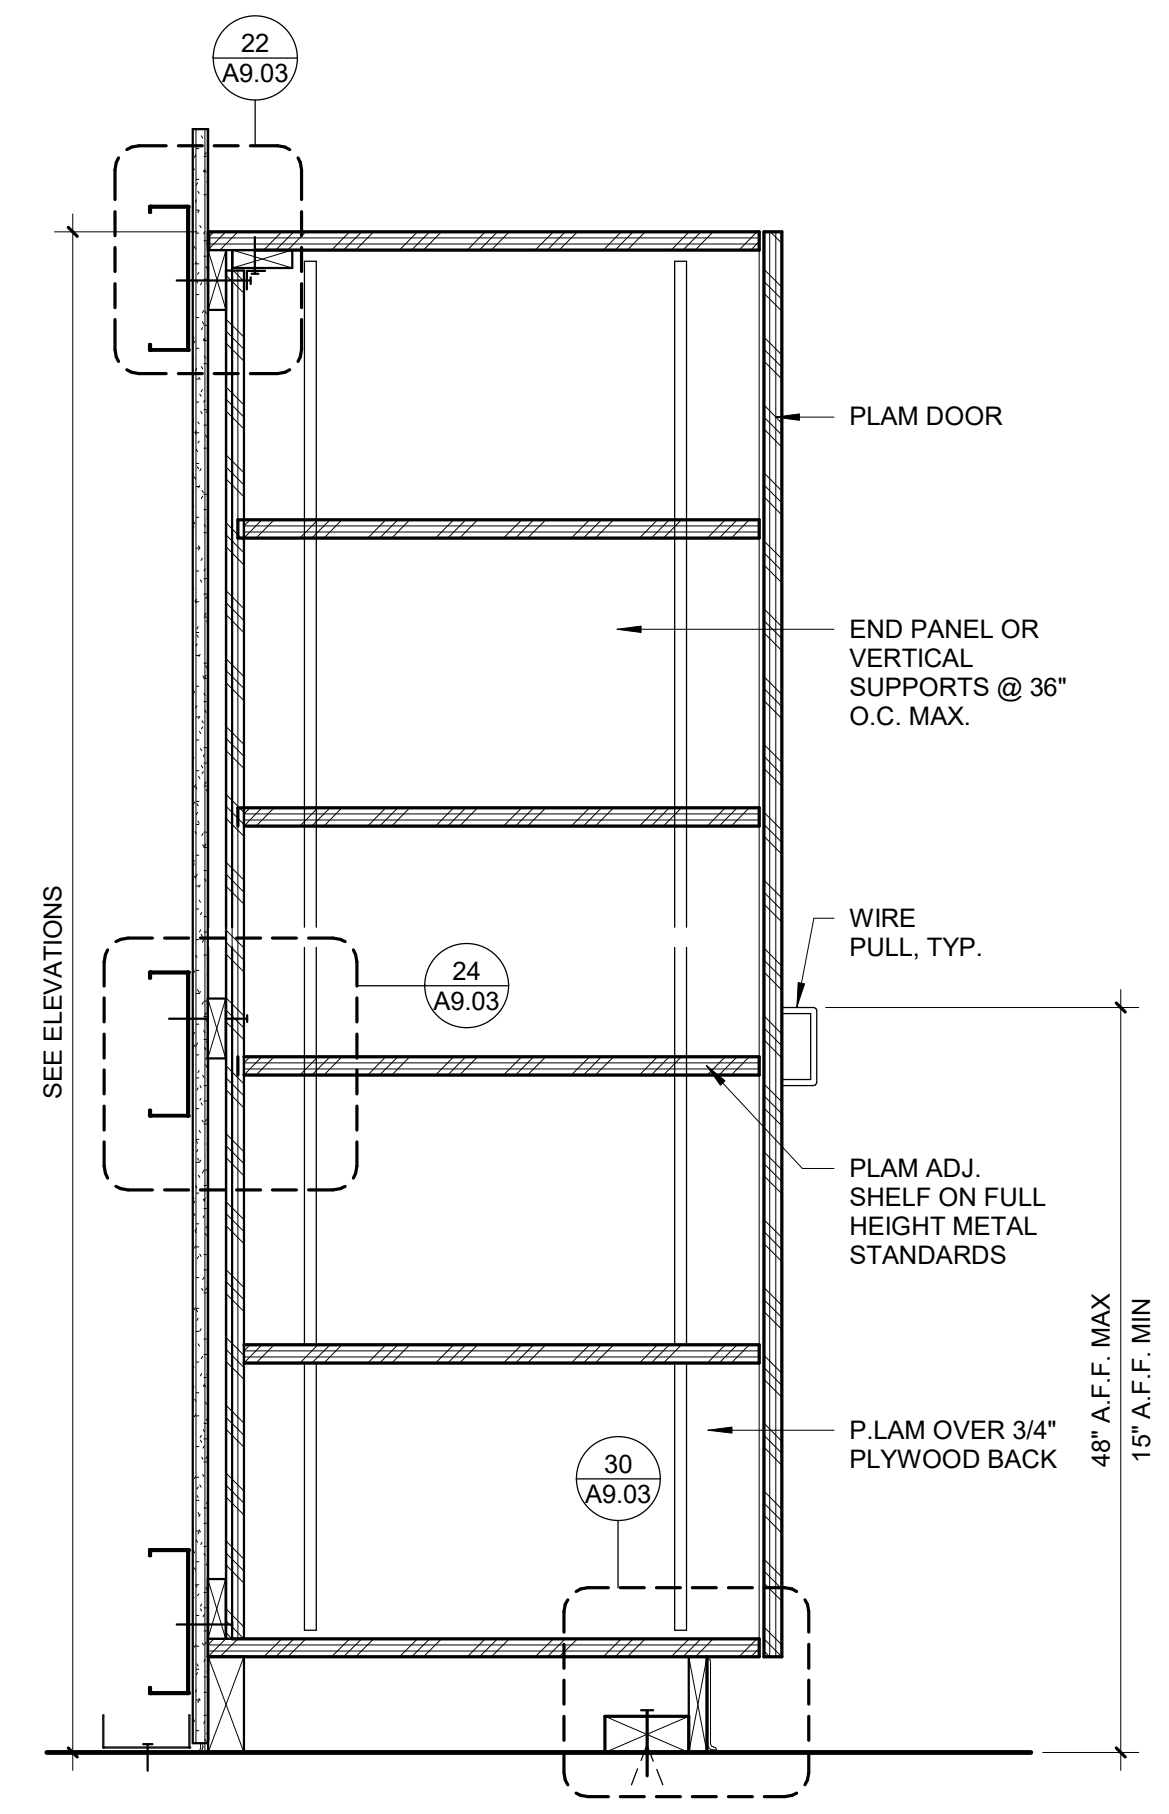 22
A9.03
PLAM DOOR
END PANEL OR
VERTICAL
SUPPORTS @ 36"
O.C. MAX.
SEE ELEVATIONS
WIRE
PULL, TYP.
24
A9.03
PLAM ADJ.
SHELF ON FULL
HEIGHT METAL
STANDARDS
48" A.F.F. MAX
15" A.F.F. MIN
P.LAM OVER 3/4"
PLYWOOD BACK
30
A9.03